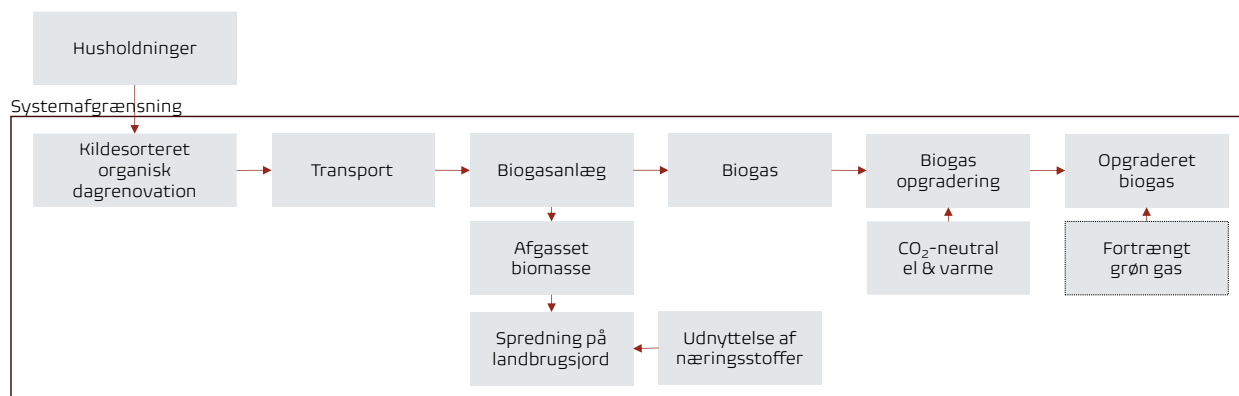 Husholdninger
Systemafgrænsning
Kildesorteret
organisk
dagrenovation
Transport
Biogasanlæg
Biogas
Biogas
opgradering
Opgraderet
biogas
Afgasset
biomasse
CO₂-neutral
el & varme
Fortrængt
grøn gas
Spredning på
landbrugsjord
Udnyttelse af
næringsstoffer